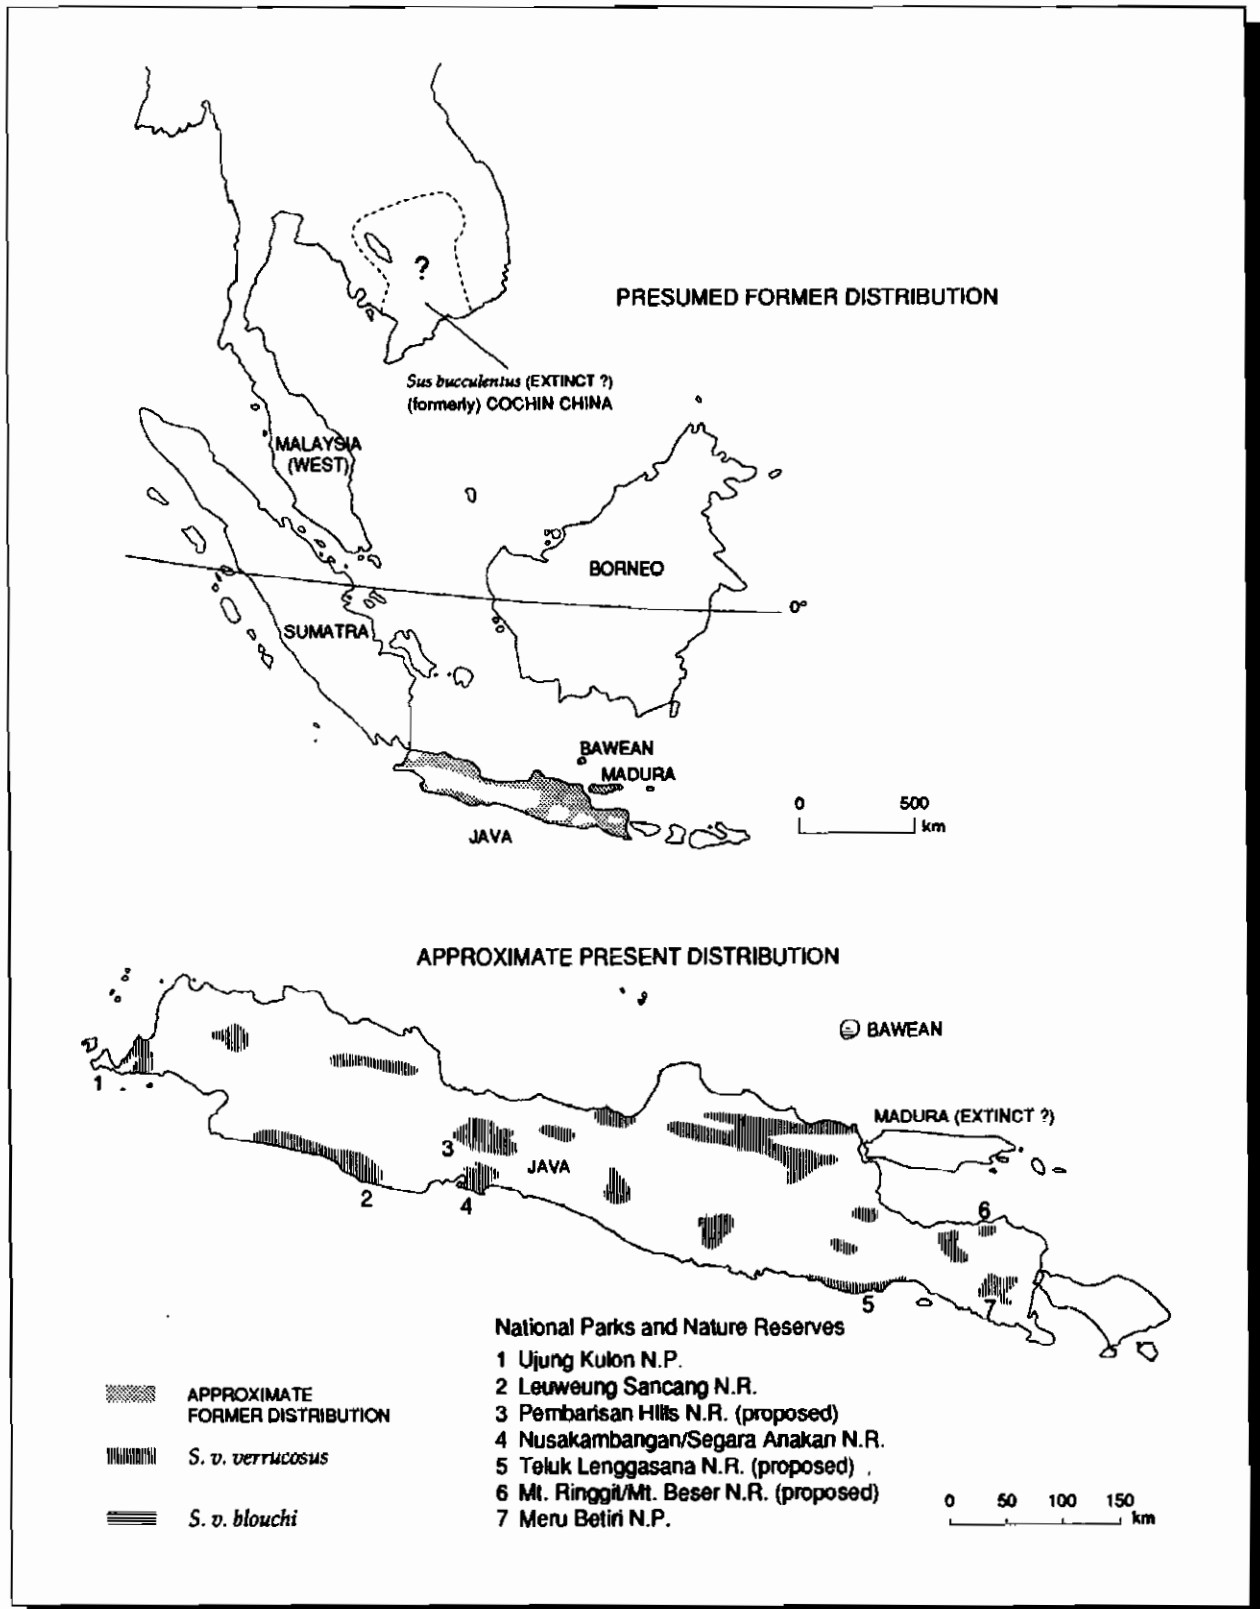 PRESUMED FORMER DISTRIBUTION
?
Sus bucculentus (EXTINCT ?)
(formerly) COCHIN CHINA
MALAYSIA
(WEST)
BORNEO
0°
SUMATRA
BAWEAN
MADURA
JAVA
0 500
km
APPROXIMATE PRESENT DISTRIBUTION
BAWEAN
1
MADURA (EXTINCT ?)
3
JAVA
2
4
6
5
7
National Parks and Nature Reserves
1 Ujung Kulon N.P.
2 Leuweung Sancang N.R.
3 Pembarisan Hills N.R. (proposed)
4 Nusakambangan/Segara Anakan N.R.
5 Teluk Lenggasana N.R. (proposed)
6 Mt. Ringgit/Mt. Beser N.R. (proposed)
7 Meru Betiri N.P.
APPROXIMATE
FORMER DISTRIBUTION
S. v. verrucosus
S. v. blouchi
0 50 100 150
km